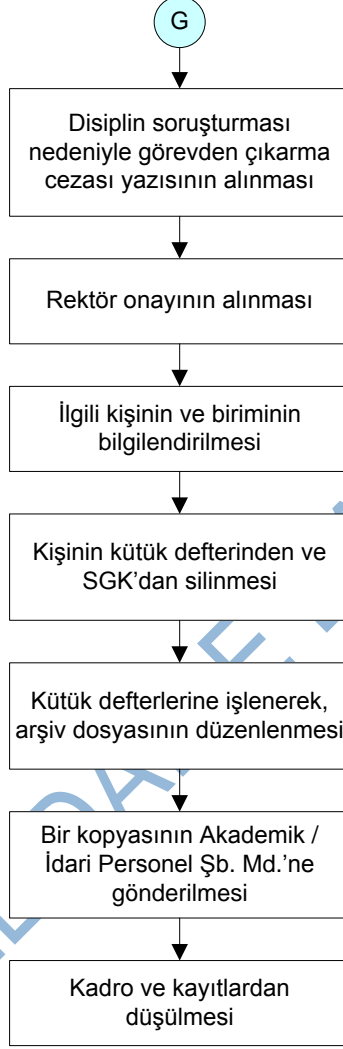 G
Disiplin soruşturması
nedeniyle görevden çıkarma
cezası yazısının alınması
Rektör onayının alınması
İlgili kişinin ve biriminin
bilgilendirilmesi
Kişinin kütük defterinden ve
SGK’dan silinmesi
Kütük defterlerine işlenerek,
arşiv dosyasının düzenlenmesi
Bir kopyasının Akademik /
İdari Personel Şb. Md.’ne
gönderilmesi
Kadro ve kayıtlardan
düşülmesi